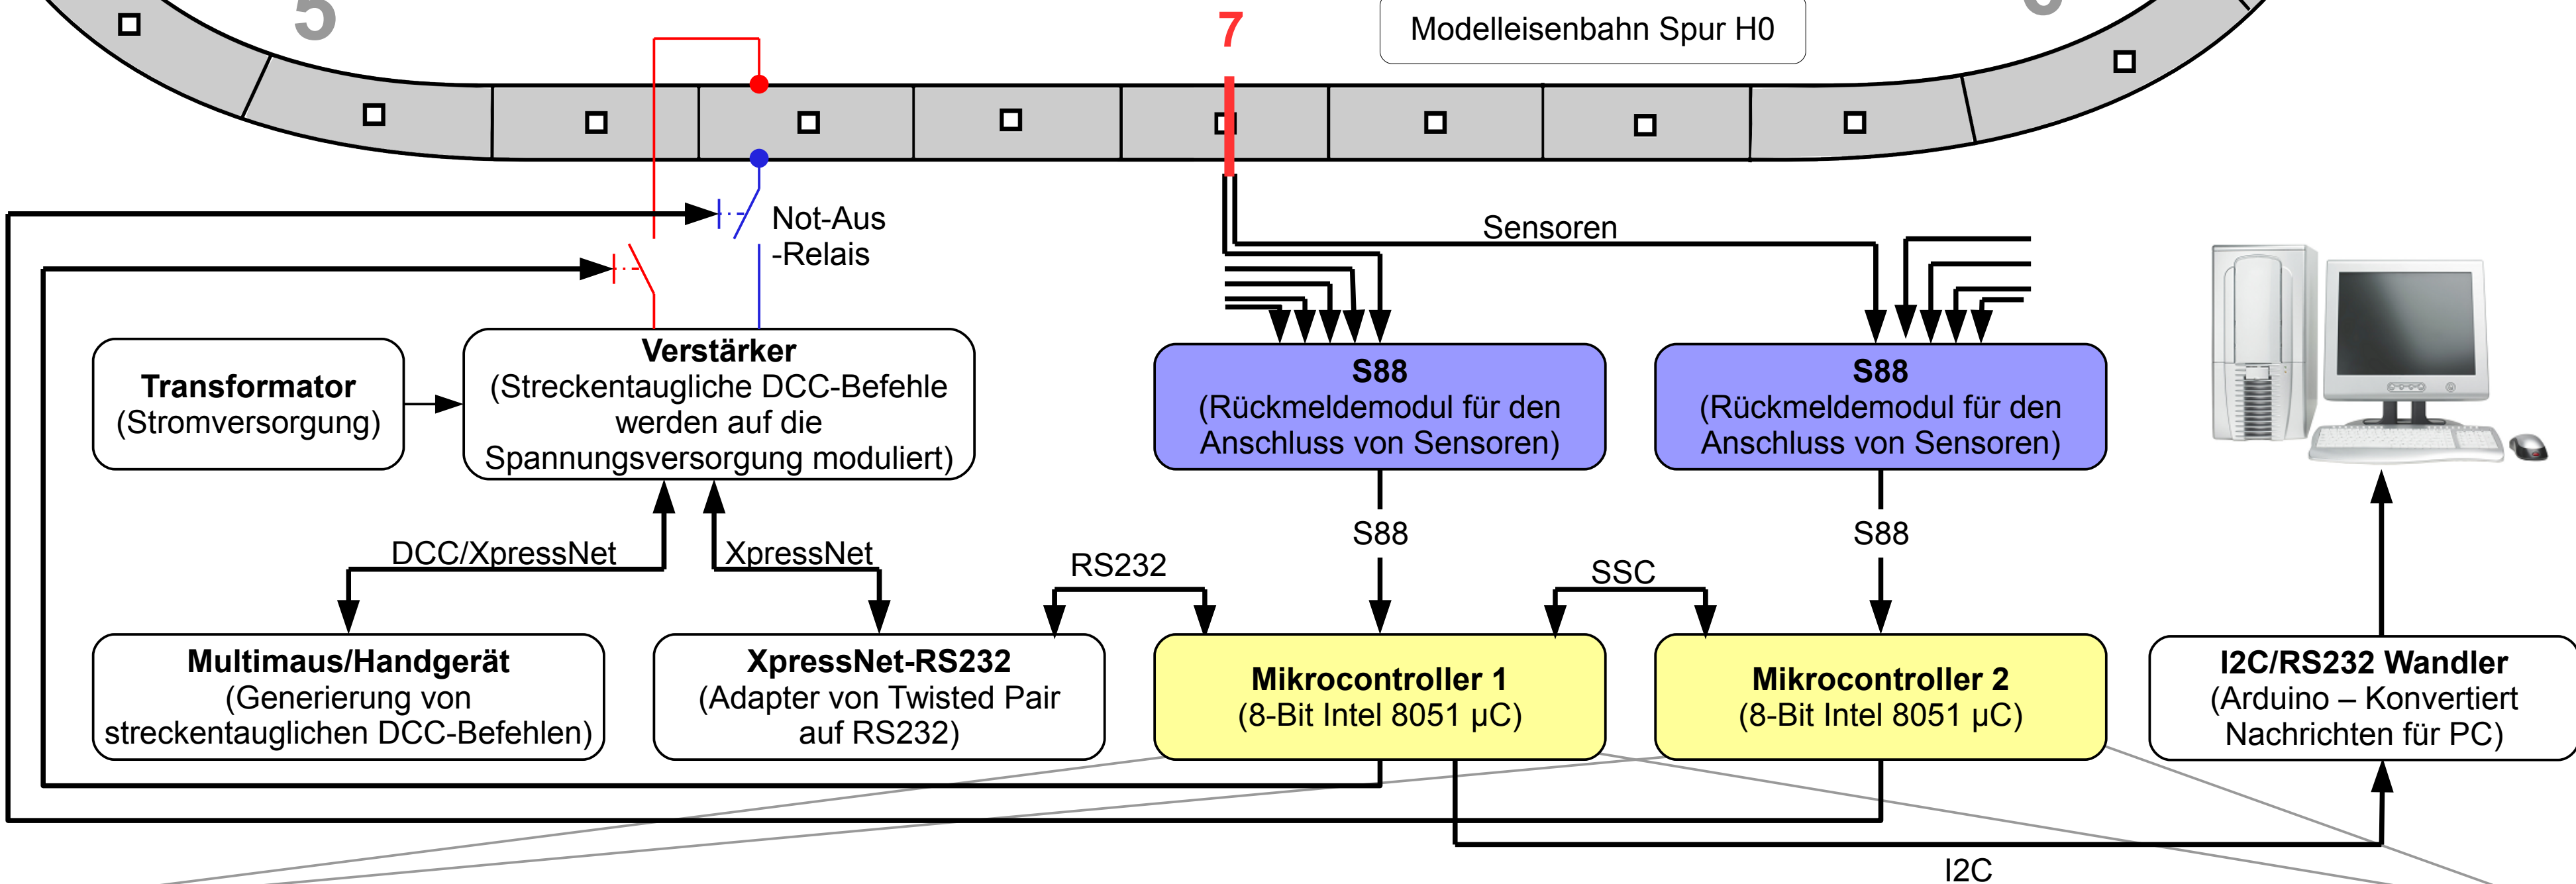 5
7
Modelleisenbahn Spur H0
Not-Aus
-Relais
Sensoren
Transformator
(Stromversorgung)
Verstärker
(Streckentaugliche DCC-Befehle
werden auf die
Spannungsversorgung moduliert)
S88
(Rückmeldemodul für den
Anschluss von Sensoren)
S88
(Rückmeldemodul für den
Anschluss von Sensoren)
DCC/XpressNet
XpressNet
RS232
S88
SSC
S88
Multimaus/Handgerät
(Generierung von
streckentauglichen DCC-Befehlen)
XpressNet-RS232
(Adapter von Twisted Pair
auf RS232)
Mikrocontroller 1
(8-Bit Intel 8051 µC)
Mikrocontroller 2
(8-Bit Intel 8051 µC)
I2C/RS232 Wandler
(Arduino – Konvertiert
Nachrichten für PC)
I2C